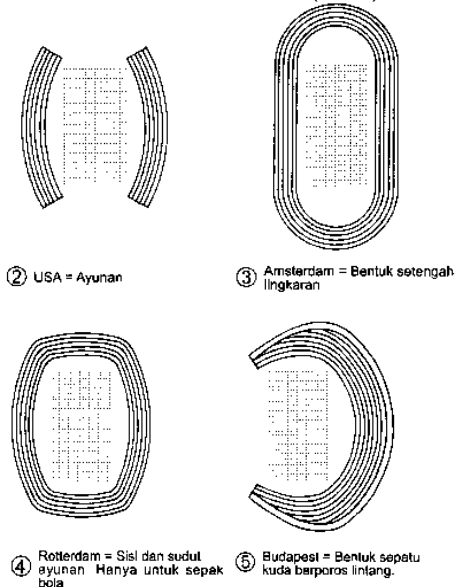 ② USA = Ayunan
③ Amsterdam = Bentuk setengah
lingkaran
④ Rotterdam = Sisi dan sudut
ayunan Hanya untuk sepak
bola
⑤ Budapest = Bentuk sepatu
kuda berporos lintang.